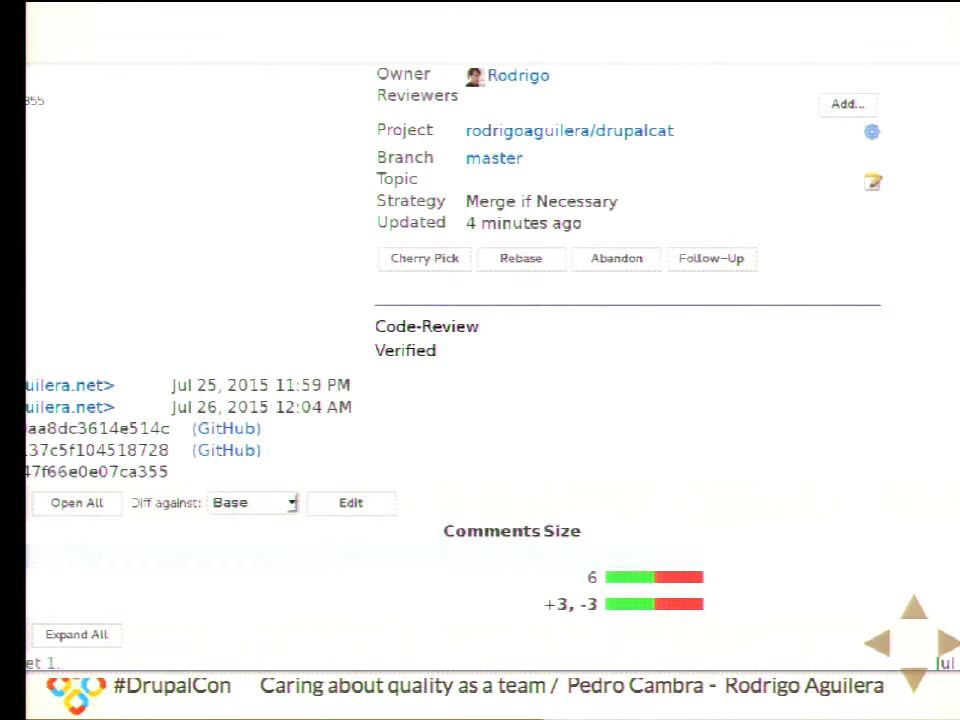 Owner Rodrigo
355
Reviewers
Add...
Project rodrigoaguilera/drupalcat
Branch master
Topic
Strategy Merge if Necessary
Updated 4 minutes ago
Cherry Pick Rebase Abandon Follow-Up
Code-Review
Verified
uilera.net> Jul 25, 2015 11:59 PM
uilera.net> Jul 26, 2015 12:04 AM
aa8dc3614e514c (GitHub)
37c5f104518728 (GitHub)
47f66e0e07ca355
Open All Diff against: Base Edit
Comments Size
6
+3, -3
Expand All
et 1. Jul
#DrupalCon Caring about quality as a team / Pedro Cambra - Rodrigo Aguilera